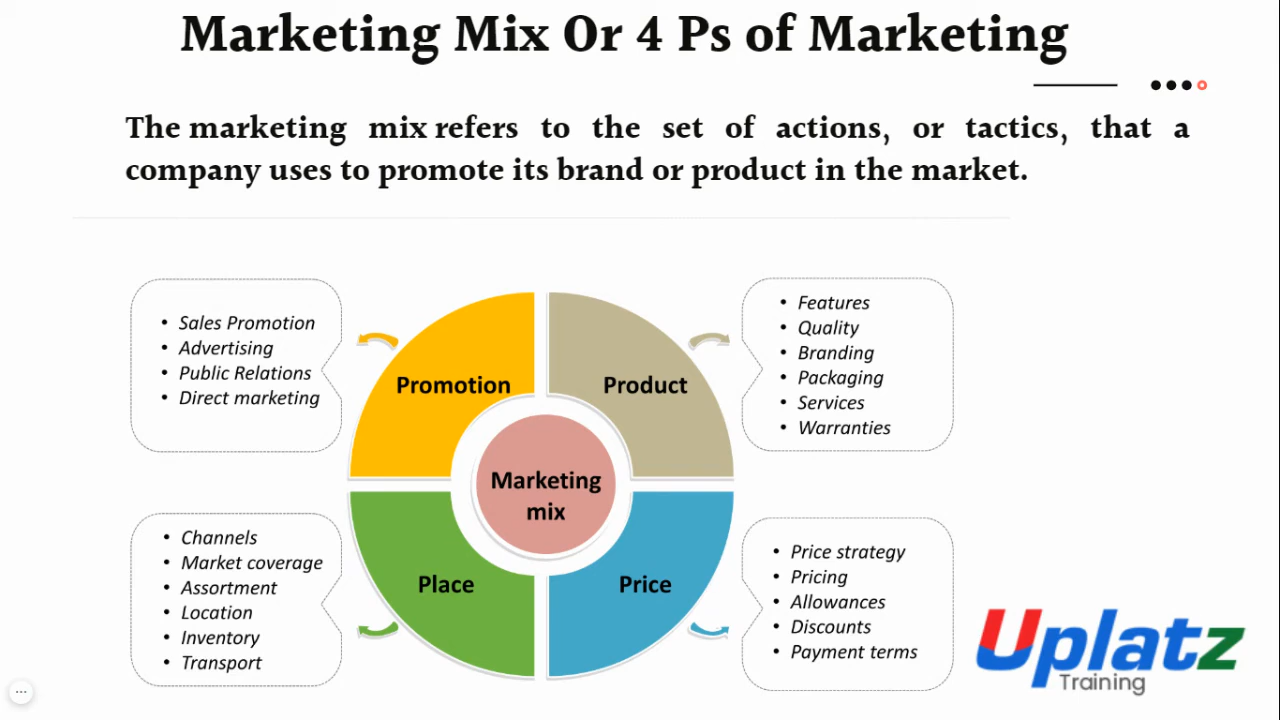 Marketing Mix Or 4 Ps of Marketing
The marketing mix refers to the set of actions, or tactics, that a
company uses to promote its brand or product in the market.
• Sales Promotion
• Advertising
• Public Relations
• Direct marketing
Promotion
Product
• Features
• Quality
• Branding
• Packaging
• Services
• Warranties
Marketing
mix
• Channels
• Market coverage
• Assortment
• Location
• Inventory
• Transport
Place
Price
• Price strategy
• Pricing
• Allowances
• Discounts
• Payment terms
Uplatz
Training